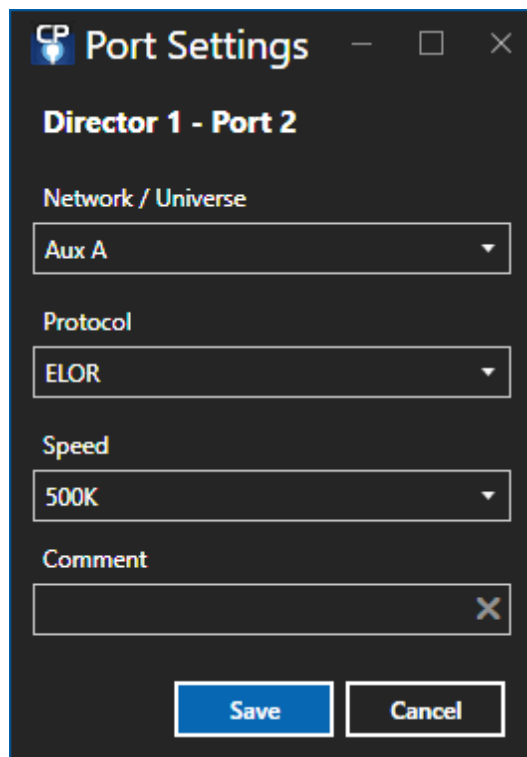 CP Port Settings
Director 1 - Port 2
Network / Universe
Aux A
Protocol
ELOR
Speed
500K
Comment
Save Cancel